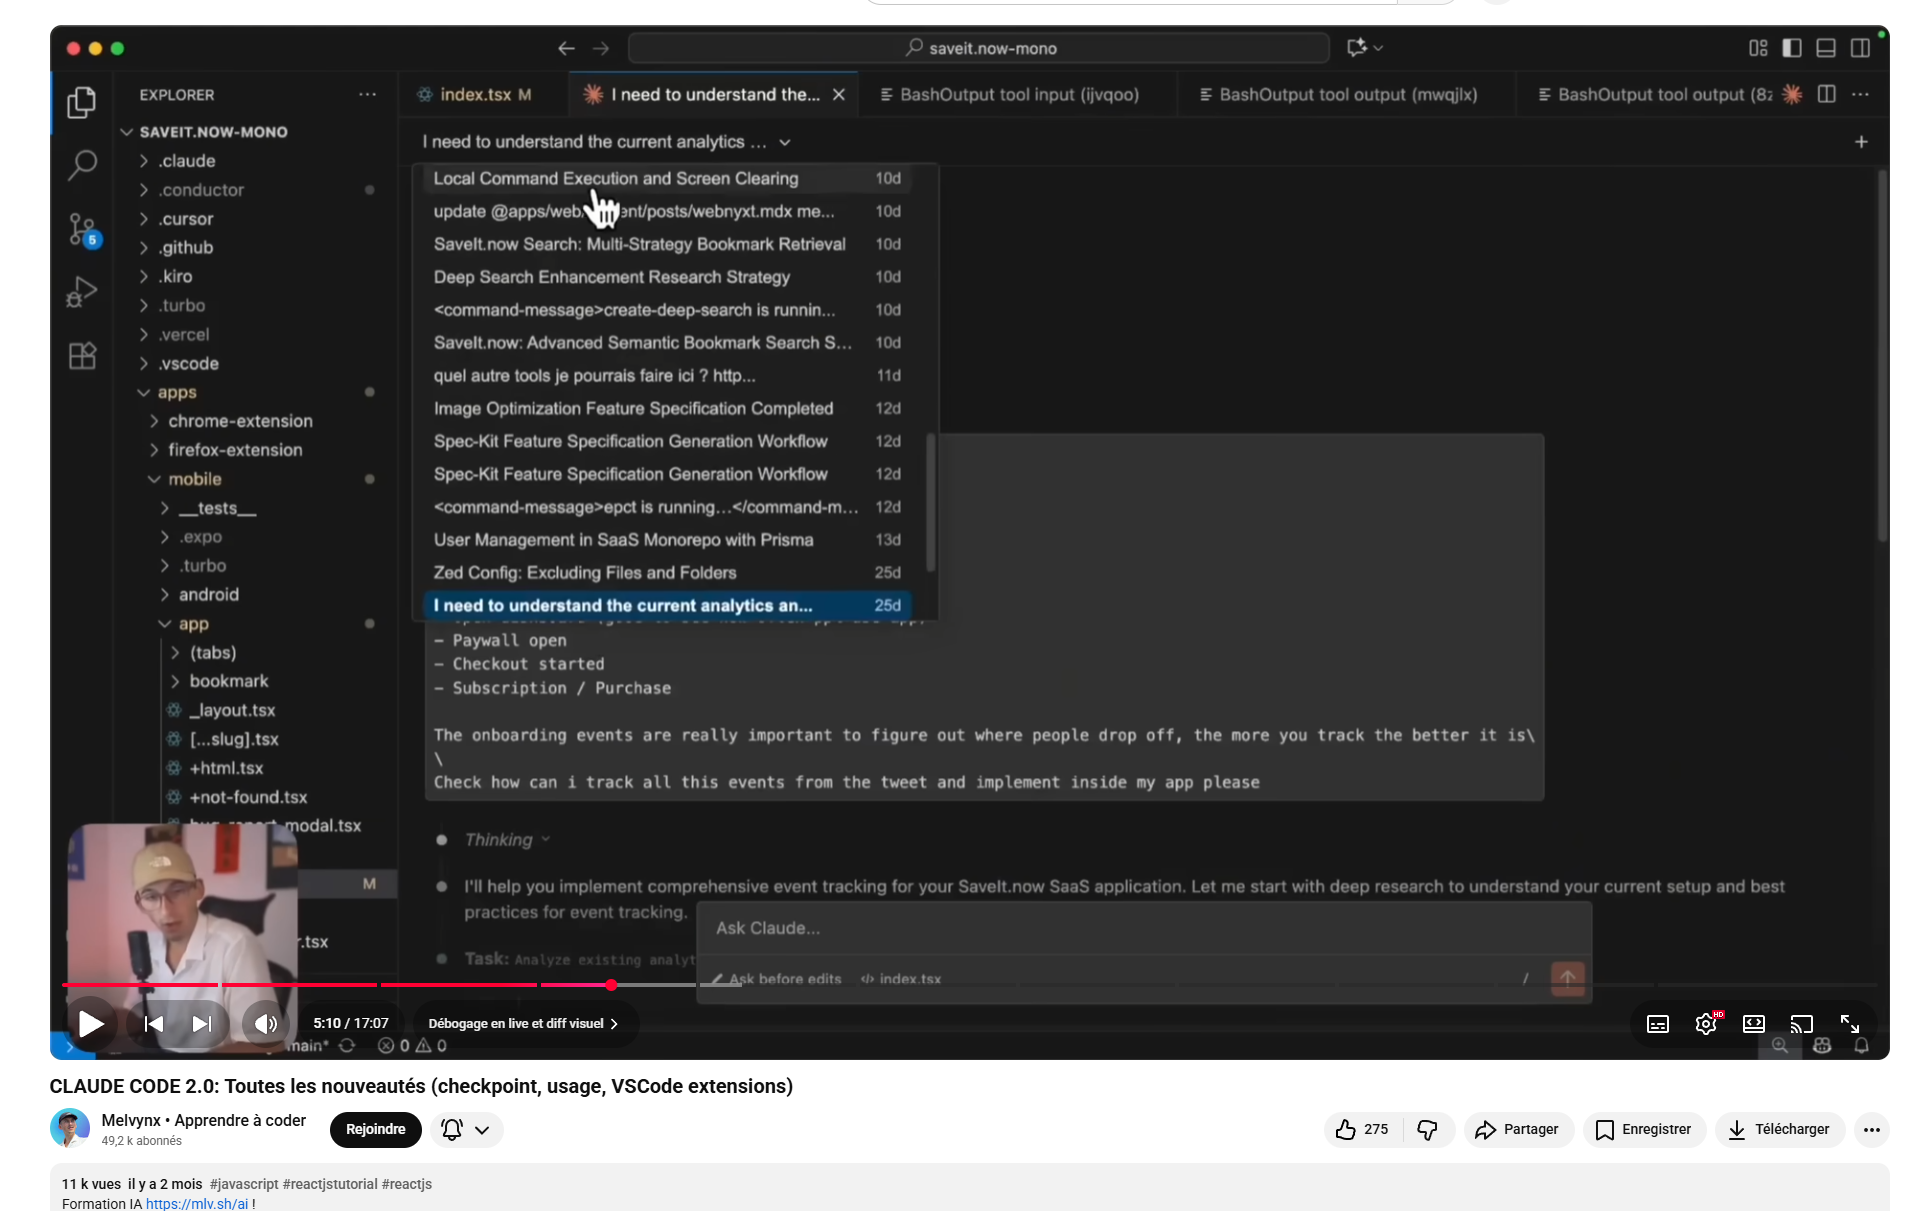 saveit.now-mono
EXPLORER
index.tsx M
I need to understand the...
BashOutput tool input (ijvqoo)
BashOutput tool output (mwqjlx)
BashOutput tool output (8z
SAVEIT.NOW-MONO
.claude
.conductor
.cursor
.github
.kiro
.turbo
.vercel
.vscode
apps
chrome-extension
firefox-extension
mobile
__tests__
.expo
.turbo
android
app
(tabs)
bookmark
_layout.tsx
[...slug].tsx
+html.tsx
+not-found.tsx
modal.tsx
M
.tsx
5
I need to understand the current analytics ...
Local Command Execution and Screen Clearing 10d
update @apps/web ent/posts/webnyxt.mdx me... 10d
SaveIt.now Search: Multi-Strategy Bookmark Retrieval 10d
Deep Search Enhancement Research Strategy 10d
<command-message>create-deep-search is runnin... 10d
SaveIt.now: Advanced Semantic Bookmark Search S... 10d
quel autre tools je pourrais faire ici ? http... 11d
Image Optimization Feature Specification Completed 12d
Spec-Kit Feature Specification Generation Workflow 12d
Spec-Kit Feature Specification Generation Workflow 12d
<command-message>epct is running...</command-m... 12d
User Management in SaaS Monorepo with Prisma 13d
Zed Config: Excluding Files and Folders 25d
I need to understand the current analytics an... 25d
– Paywall open
– Checkout started
– Subscription / Purchase
The onboarding events are really important to figure out where people drop off, the more you track the better it is\
\
Check how can i track all this events from the tweet and implement inside my app please
Thinking
I'll help you implement comprehensive event tracking for your SaveIt.now SaaS application. Let me start with deep research to understand your current setup and best
practices for event tracking.
Task: Analyze existing analyt
Ask Claude...
Ask before edits
index.tsx
/
5:10 / 17:07
Débogage en live et diff visuel
HD
main*
0
0
CLAUDE CODE 2.0: Toutes les nouveautés (checkpoint, usage, VSCode extensions)
Melvynx • Apprendre à coder
49,2 k abonnés
Rejoindre
275
Partager
Enregistrer
Télécharger
11 k vues il y a 2 mois #javascript #reactjstutorial #reactjs
Formation IA https://mlv.sh/ai !